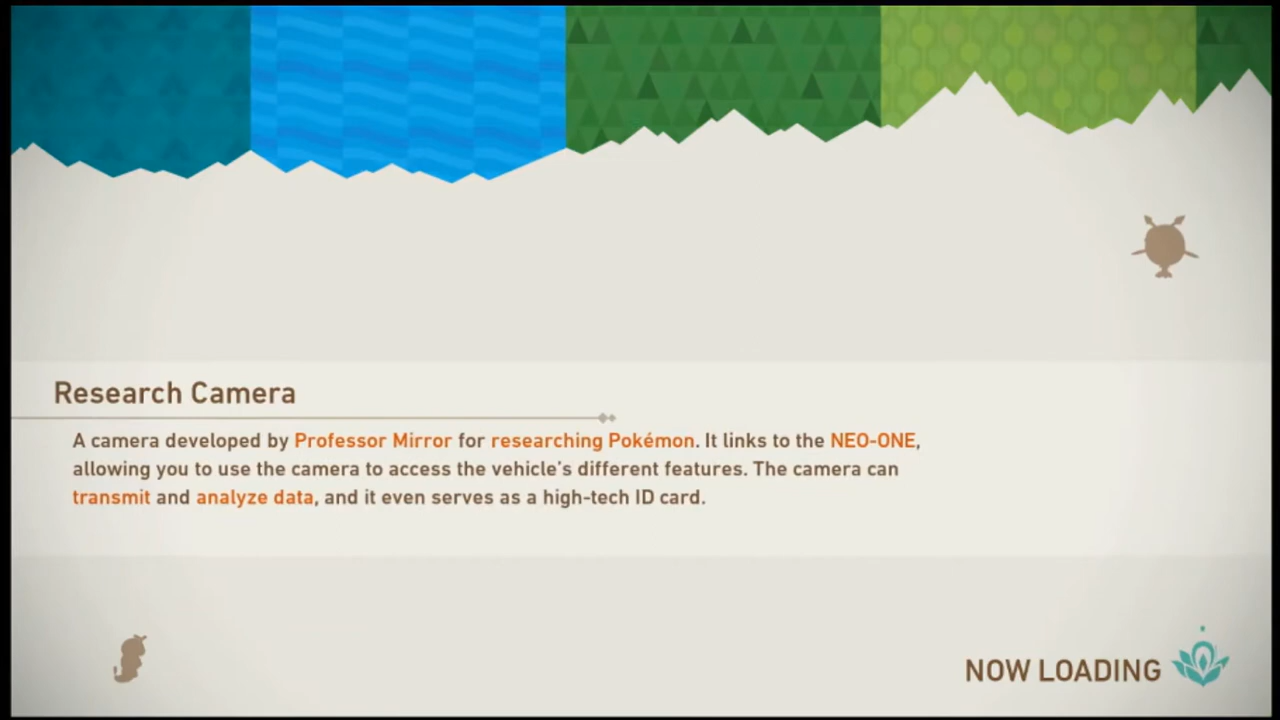 Research Camera
A camera developed by Professor Mirror for researching Pokémon. It links to the NEO-ONE,
allowing you to use the camera to access the vehicle's different features. The camera can
transmit and analyze data, and it even serves as a high-tech ID card.
NOW LOADING